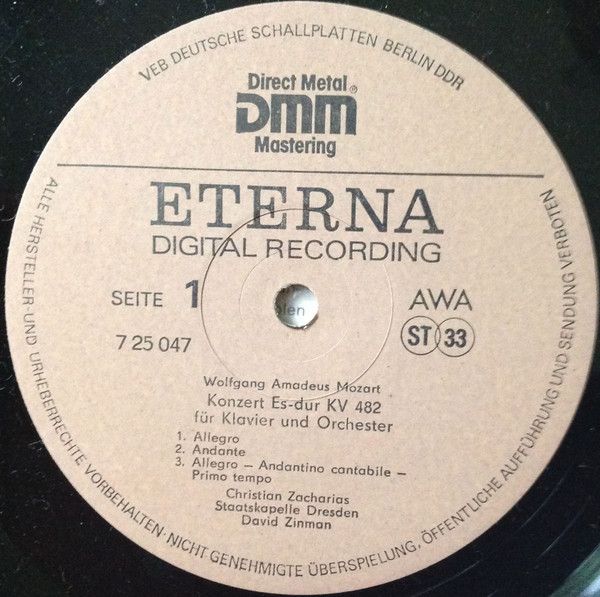 VEB DEUTSCHE SCHALLPLATTEN BERLIN DDR
Direct Metal
DMM®
Mastering
ETERNA
DIGITAL RECORDING
SEITE 1
AWA
7 25 047
ST 33
len
Wolfgang Amadeus Mozart
Konzert Es-dur KV 482
für Klavier und Orchester
1. Allegro
2. Andante
3. Allegro – Andantino cantabile –
Primo tempo
Christian Zacharias
Staatskapelle Dresden
David Zinman
ALLE HERSTELLER- UND URHEBERRECHTE VORBEHALTEN · NICHT GENEHMIGTE ÜBERSPIELUNG, ÖFFENTLICHE AUFFÜHRUNG UND SENDUNG VERBOTEN